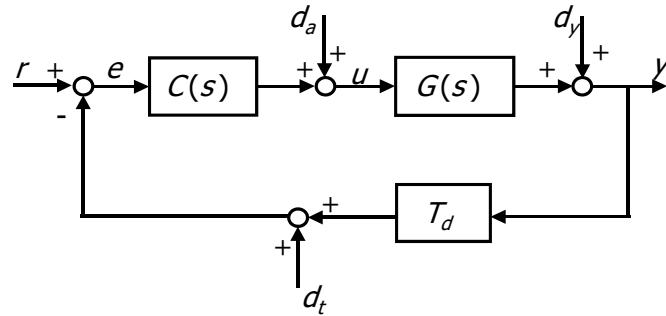 d_a
d_y
r + e C(s) + + u G(s) + + y
-
+ T_d
+
d_t